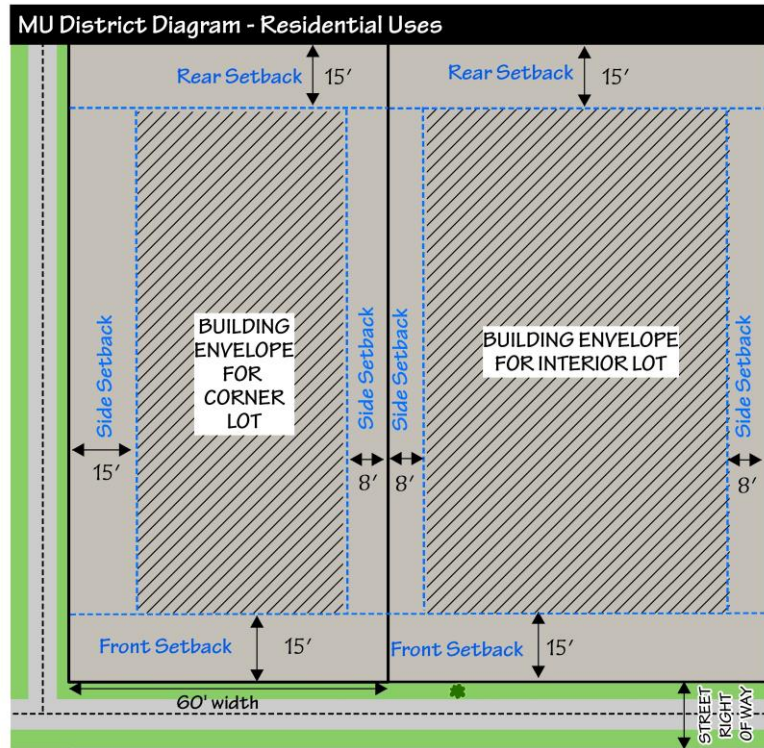 MU District Diagram - Residential Uses
Rear Setback
15'
Rear Setback
15'
Side Setback
BUILDING
ENVELOPE
FOR
CORNER
LOT
Side Setback
Side Setback
BUILDING ENVELOPE
FOR INTERIOR LOT
Side Setback
15'
8'
8'
8'
Front Setback
15'
Front Setback
15'
60' width
STREET
RIGHT
OF WAY